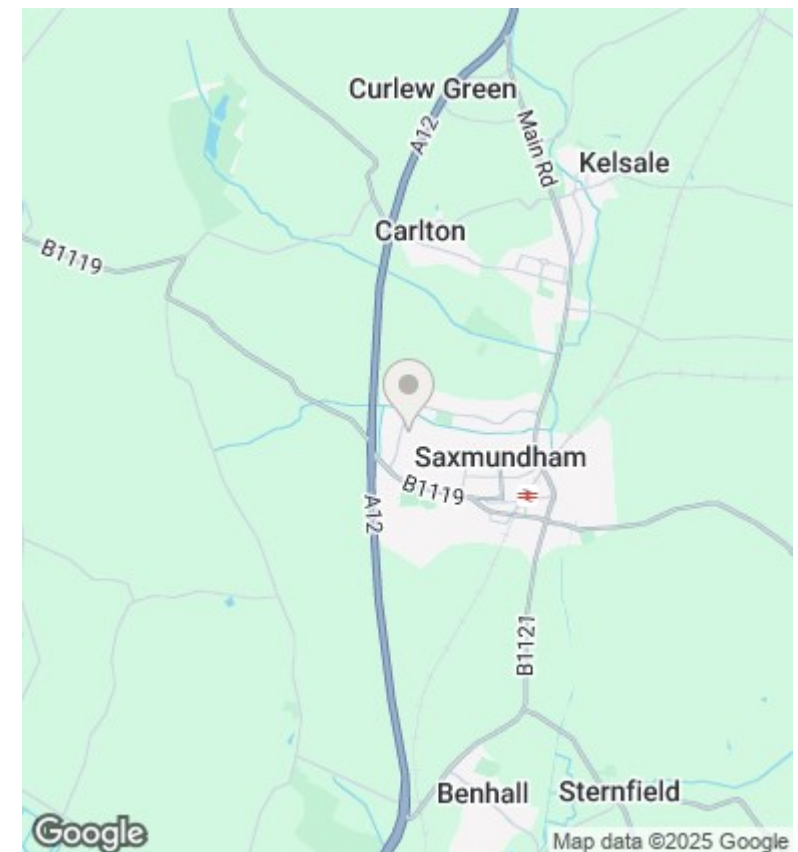 Curlew Green
A12
Main Rd
Kelsale
Carlton
B1119
Saxmundham
B1119
A12
B1121
Benhall
Sternfield
Google
Map data ©2025 Google